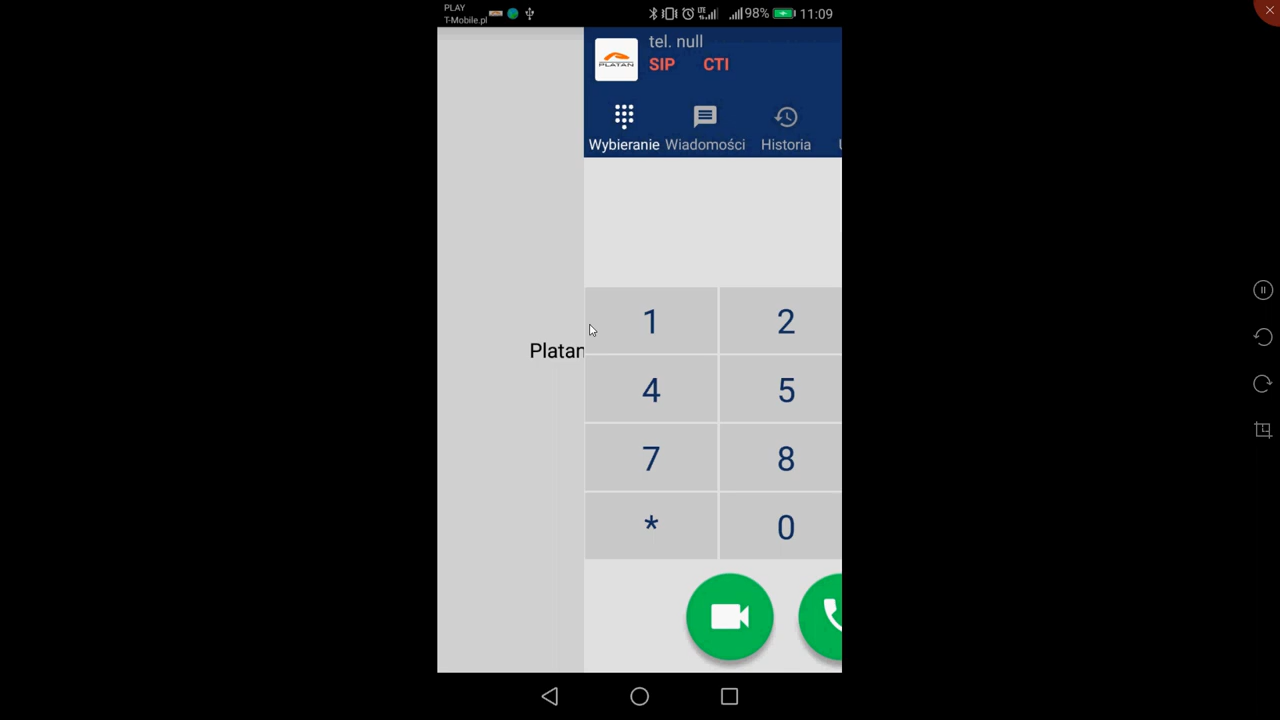 PLAY
T-Mobile.pl
98% 11:09
tel. null
PLATAN
SIP CTI
Wybieranie Wiadomości Historia
1 2
Platan
4 5
7 8
* 0